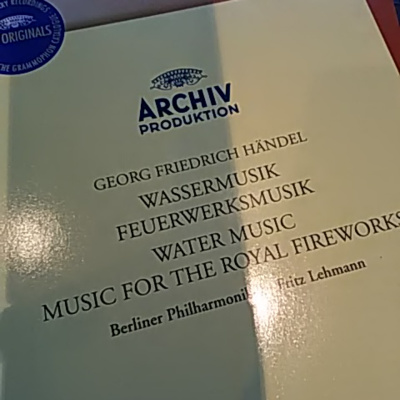 ORIGINALS
ARCHIV
PRODUKTION
GEORG FRIEDRICH HÄNDEL
WASSERMUSIK
FEUERWERKSMUSIK
WATER MUSIC
MUSIC FOR THE ROYAL FIREWORKS
Berliner Philharmoniker Fritz Lehmann